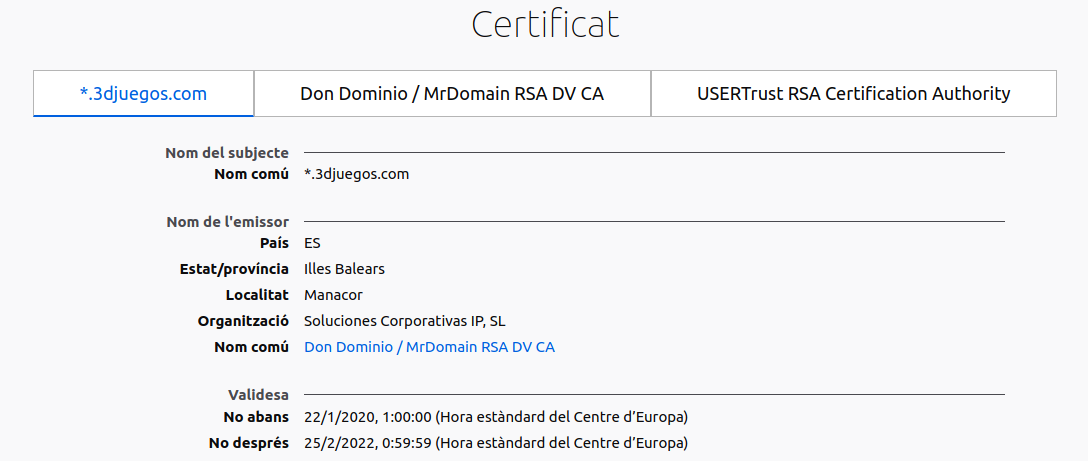 Certificat
*.3djuegos.com Don Dominio / MrDomain RSA DV CA USERTrust RSA Certification Authority
Nom del subjecte
Nom comú *.3djuegos.com
Nom de l'emissor
País ES
Estat/província Illes Balears
Localitat Manacor
Organització Soluciones Corporativas IP, SL
Nom comú Don Dominio / MrDomain RSA DV CA
Validesa
No abans 22/1/2020, 1:00:00 (Hora estàndard del Centre d’Europa)
No després 25/2/2022, 0:59:59 (Hora estàndard del Centre d’Europa)